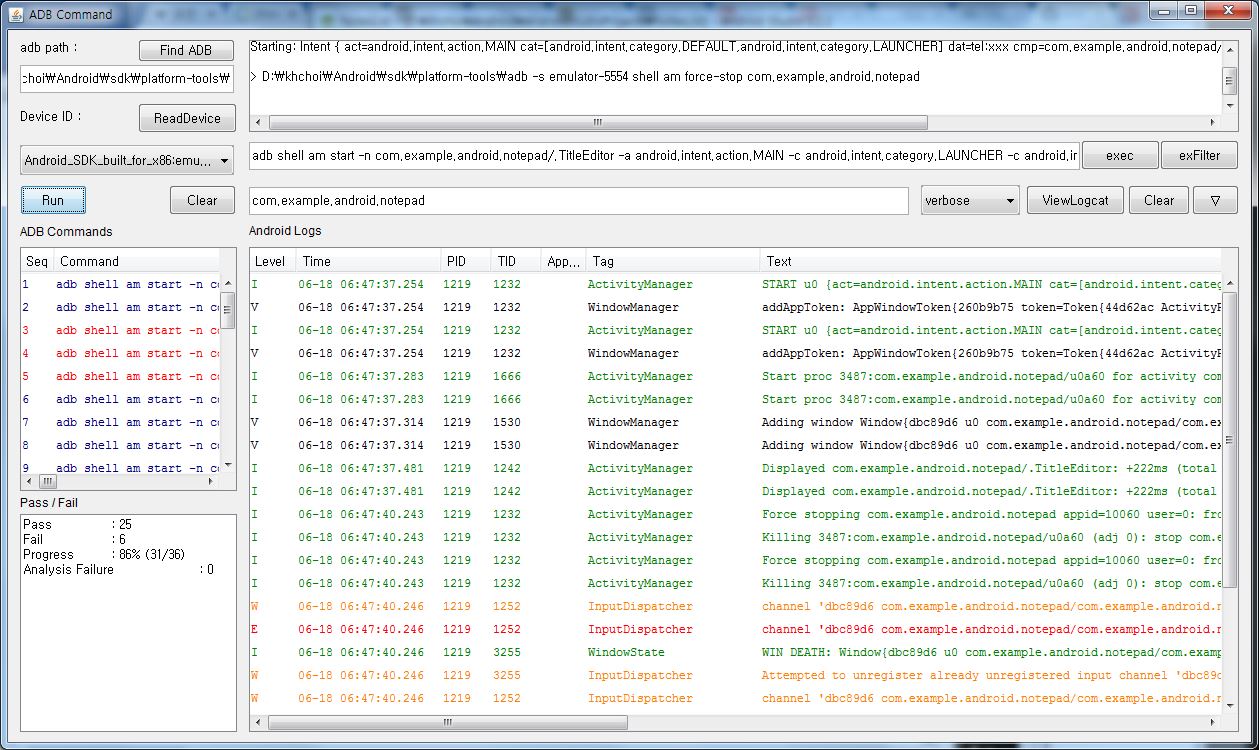 ADB Command
adb path :
Find ADB
choi₩Android₩sdk₩platform-tools₩
Device ID :
ReadDevice
Android_SDK_built_for_x86:emu...
Run
Clear
Starting: Intent { act=android.intent.action.MAIN cat=[android.intent.category.DEFAULT,android.intent.category.LAUNCHER] dat=tel:xxx cmp=com.example.android.notepad/
> D:₩khchoi₩Android₩sdk₩platform-tools₩adb -s emulator-5554 shell am force-stop com.example.android.notepad
adb shell am start -n com.example.android.notepad/.TitleEditor -a android.intent.action.MAIN -c android.intent.category.LAUNCHER -c android.ir
exec
exFilter
com.example.android.notepad
verbose
ViewLogcat
Clear
▽
ADB Commands
Seq Command
1 adb shell am start -n co
2 adb shell am start -n co
3 adb shell am start -n co
4 adb shell am start -n co
5 adb shell am start -n co
6 adb shell am start -n co
7 adb shell am start -n co
8 adb shell am start -n co
9 adb shell am start -n co
Pass / Fail
Pass : 25
Fail : 6
Progress : 86% (31/36)
Analysis Failure : 0
Android Logs
Level Time PID TID App... Tag Text
I 06-18 06:47:37.254 1219 1232 ActivityManager START u0 {act=android.intent.action.MAIN cat=[android.intent.categ
V 06-18 06:47:37.254 1219 1232 WindowManager addAppToken: AppWindowToken{260b9b75 token=Token{44d62ac ActivityR
I 06-18 06:47:37.254 1219 1232 ActivityManager START u0 {act=android.intent.action.MAIN cat=[android.intent.categ
V 06-18 06:47:37.254 1219 1232 WindowManager addAppToken: AppWindowToken{260b9b75 token=Token{44d62ac ActivityR
I 06-18 06:47:37.283 1219 1666 ActivityManager Start proc 3487:com.example.android.notepad/u0a60 for activity com
I 06-18 06:47:37.283 1219 1666 ActivityManager Start proc 3487:com.example.android.notepad/u0a60 for activity com
V 06-18 06:47:37.314 1219 1530 WindowManager Adding window Window{dbc89d6 u0 com.example.android.notepad/com.ex
V 06-18 06:47:37.314 1219 1530 WindowManager Adding window Window{dbc89d6 u0 com.example.android.notepad/com.ex
I 06-18 06:47:37.481 1219 1242 ActivityManager Displayed com.example.android.notepad/.TitleEditor: +222ms (total
I 06-18 06:47:37.481 1219 1242 ActivityManager Displayed com.example.android.notepad/.TitleEditor: +222ms (total
I 06-18 06:47:40.243 1219 1232 ActivityManager Force stopping com.example.android.notepad appid=10060 user=0: fro
I 06-18 06:47:40.243 1219 1232 ActivityManager Killing 3487:com.example.android.notepad/u0a60 (adj 0): stop com.e
I 06-18 06:47:40.243 1219 1232 ActivityManager Force stopping com.example.android.notepad appid=10060 user=0: fro
I 06-18 06:47:40.243 1219 1232 ActivityManager Killing 3487:com.example.android.notepad/u0a60 (adj 0): stop com.e
W 06-18 06:47:40.246 1219 1252 InputDispatcher channel 'dbc89d6 com.example.android.notepad/com.example.android.n
E 06-18 06:47:40.246 1219 1252 InputDispatcher channel 'dbc89d6 com.example.android.notepad/com.example.android.n
I 06-18 06:47:40.246 1219 3255 WindowState WIN DEATH: Window{dbc89d6 u0 com.example.android.notepad/com.examp
W 06-18 06:47:40.246 1219 3255 InputDispatcher Attempted to unregister already unregistered input channel 'dbc89d
W 06-18 06:47:40.246 1219 1252 InputDispatcher channel 'dbc89d6 com.example.android.notepad/com.example.android.n